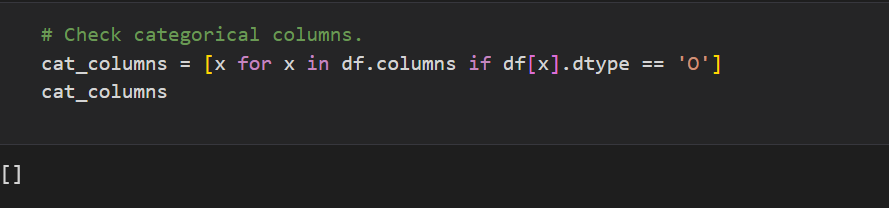 # Check categorical columns.
cat_columns = [x for x in df.columns if df[x].dtype == 'O']
cat_columns
[]